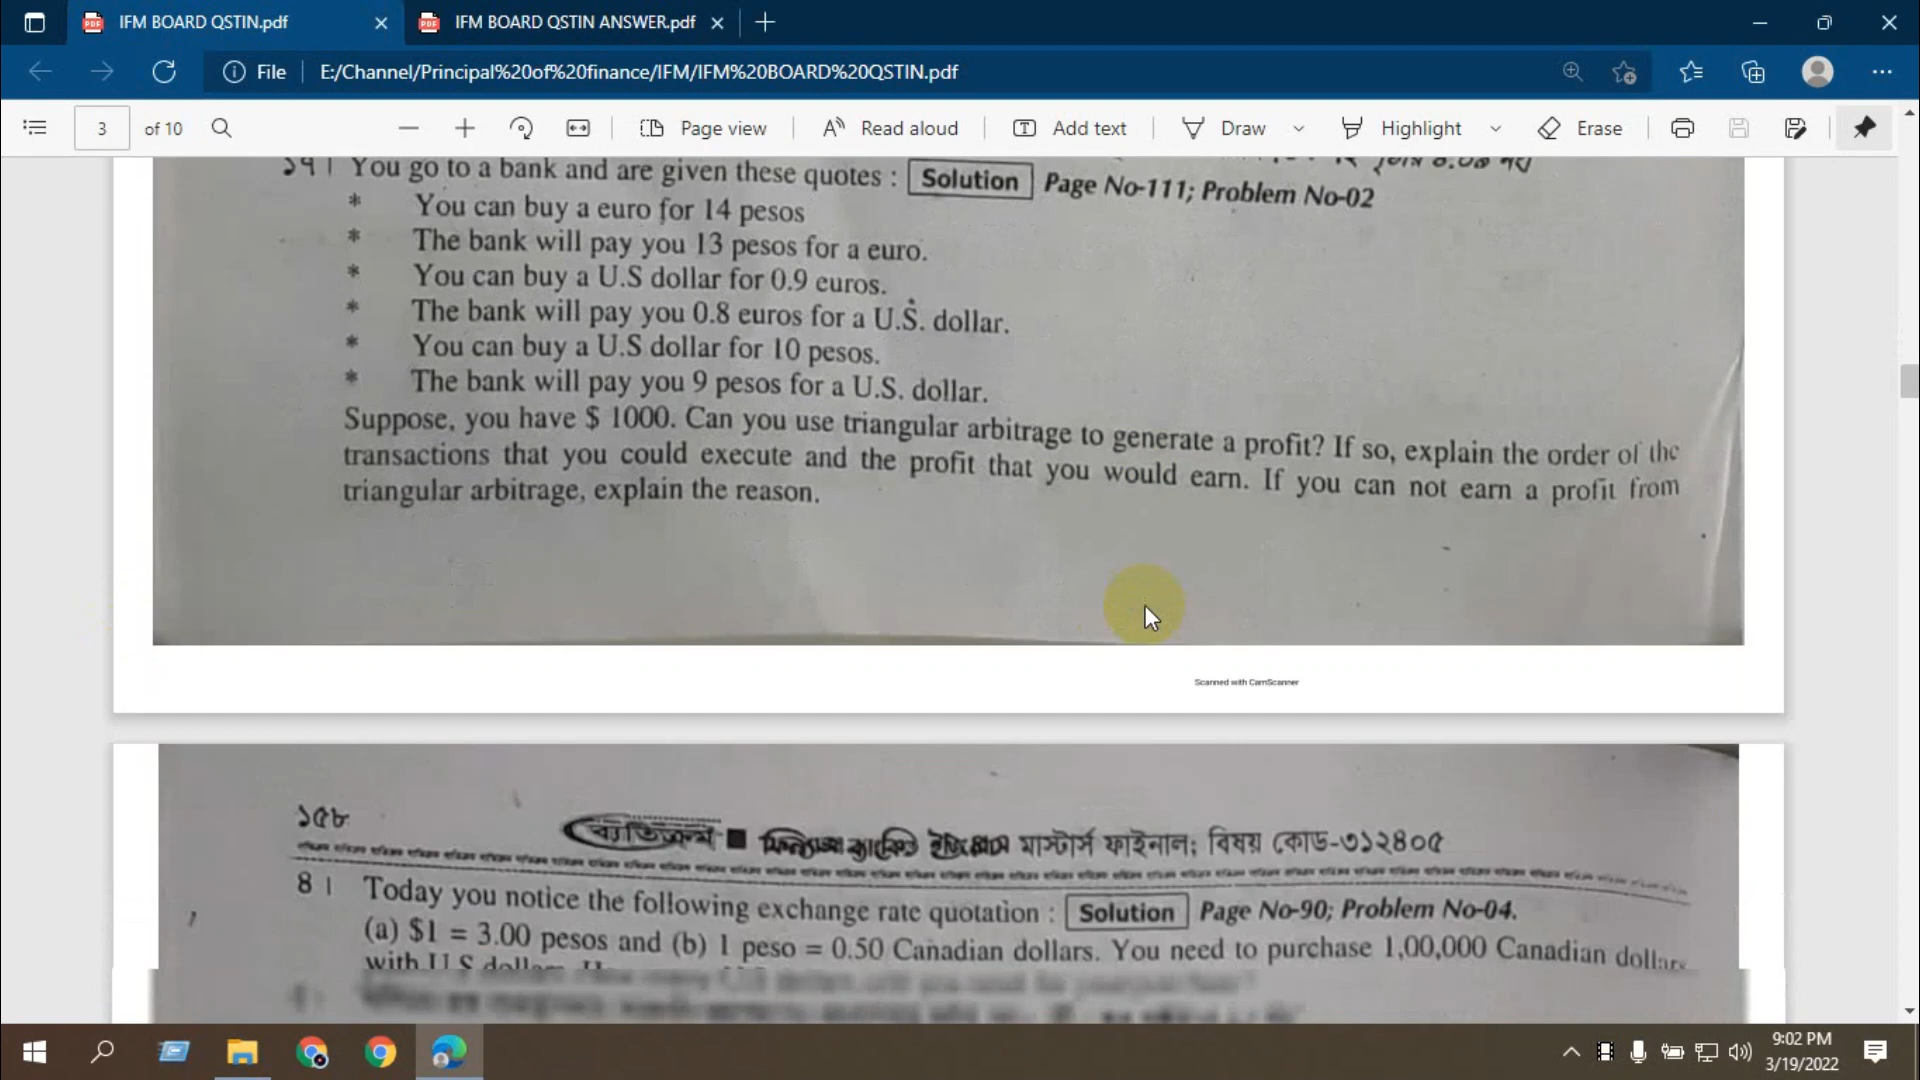 IFM BOARD QSTIN.pdf
IFM BOARD QSTIN ANSWER.pdf
File
E:/Channel/Principal%20of%20finance/IFM/IFM%20BOARD%20QSTIN.pdf
3 of 10
Page view
Read aloud
Add text
Draw
Highlight
Erase
১৭। You go to a bank and are given these quotes : Solution Page No-111; Problem No-02
* You can buy a euro for 14 pesos
* The bank will pay you 13 pesos for a euro.
* You can buy a U.S dollar for 0.9 euros.
* The bank will pay you 0.8 euros for a U.S. dollar.
* You can buy a U.S dollar for 10 pesos.
* The bank will pay you 9 pesos for a U.S. dollar.
Suppose, you have $ 1000. Can you use triangular arbitrage to generate a profit? If so, explain the order of the
transactions that you could execute and the profit that you would earn. If you can not earn a profit from
triangular arbitrage, explain the reason.
Scanned with CamScanner
১৫৮
ব্যতিক্রম ■ মাস্টার্স ফাইনাল; বিষয় কোড-৩১২৪০৫
8। Today you notice the following exchange rate quotation : Solution Page No-90; Problem No-04.
(a) $1 = 3.00 pesos and (b) 1 peso = 0.50 Canadian dollars. You need to purchase 1,00,000 Canadian dollars
with U.S dollars.
9:02 PM
3/19/2022